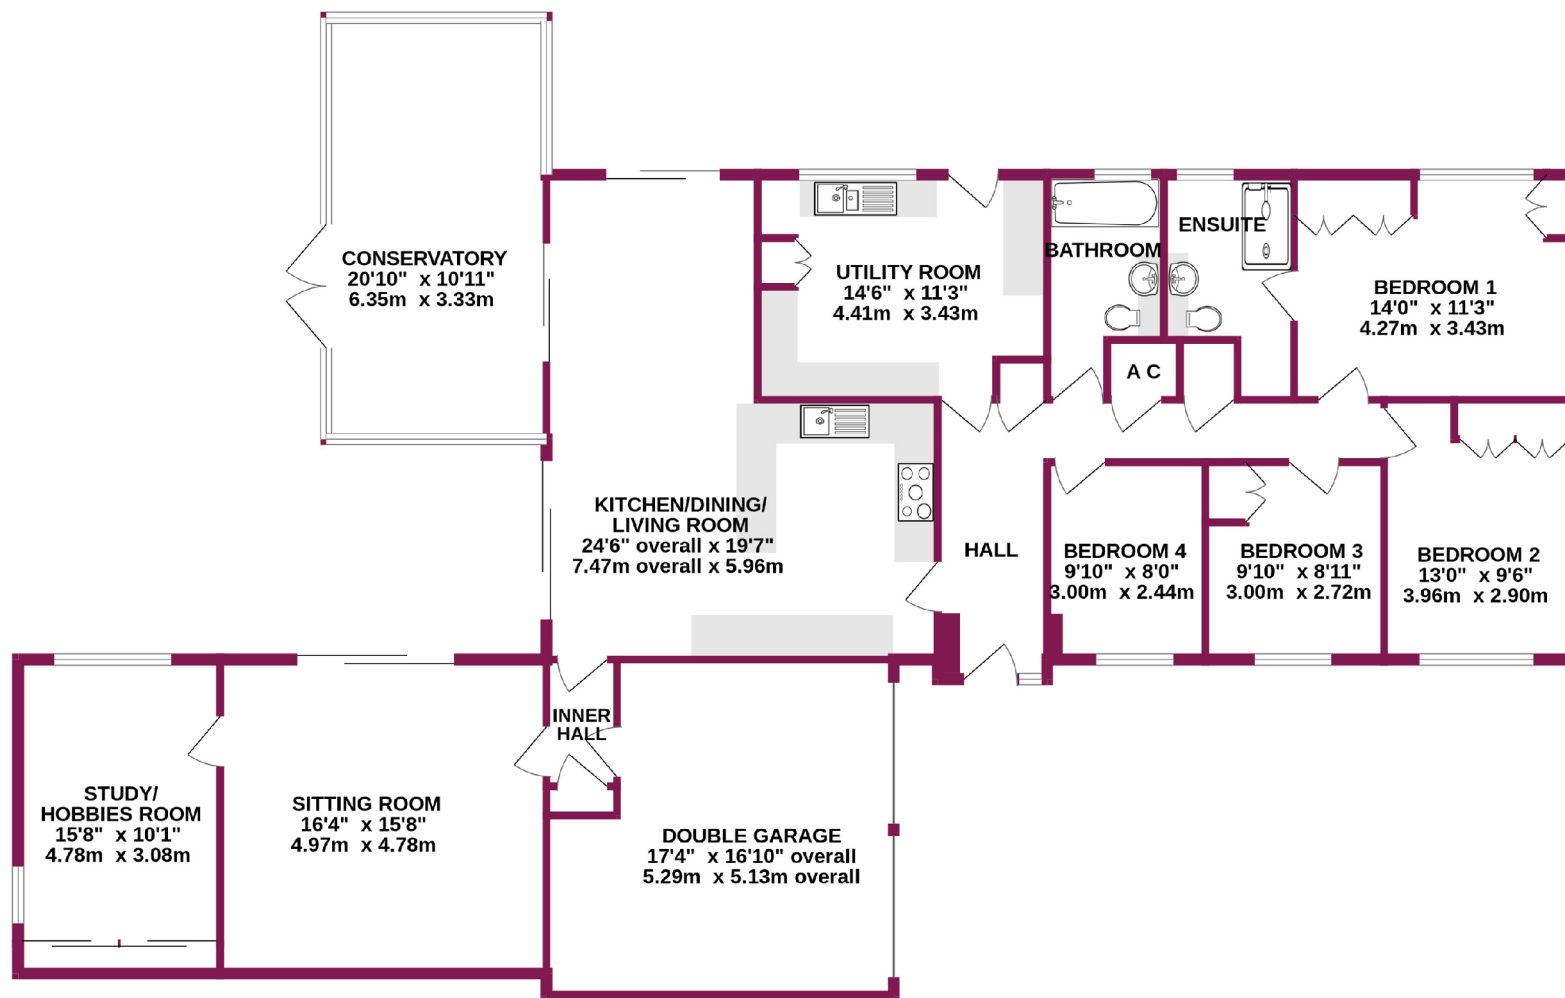 CONSERVATORY
20'10" x 10'11"
6.35m x 3.33m
UTILITY ROOM
14'6" x 11'3"
4.41m x 3.43m
BATHROOM
ENSUITE
BEDROOM 1
14'0" x 11'3"
4.27m x 3.43m
A C
KITCHEN/DINING/
LIVING ROOM
24'6" overall x 19'7"
7.47m overall x 5.96m
HALL
BEDROOM 4
9'10" x 8'0"
3.00m x 2.44m
BEDROOM 3
9'10" x 8'11"
3.00m x 2.72m
BEDROOM 2
13'0" x 9'6"
3.96m x 2.90m
INNER
HALL
STUDY/
HOBBIES ROOM
15'8" x 10'1"
4.78m x 3.08m
SITTING ROOM
16'4" x 15'8"
4.97m x 4.78m
DOUBLE GARAGE
17'4" x 16'10" overall
5.29m x 5.13m overall